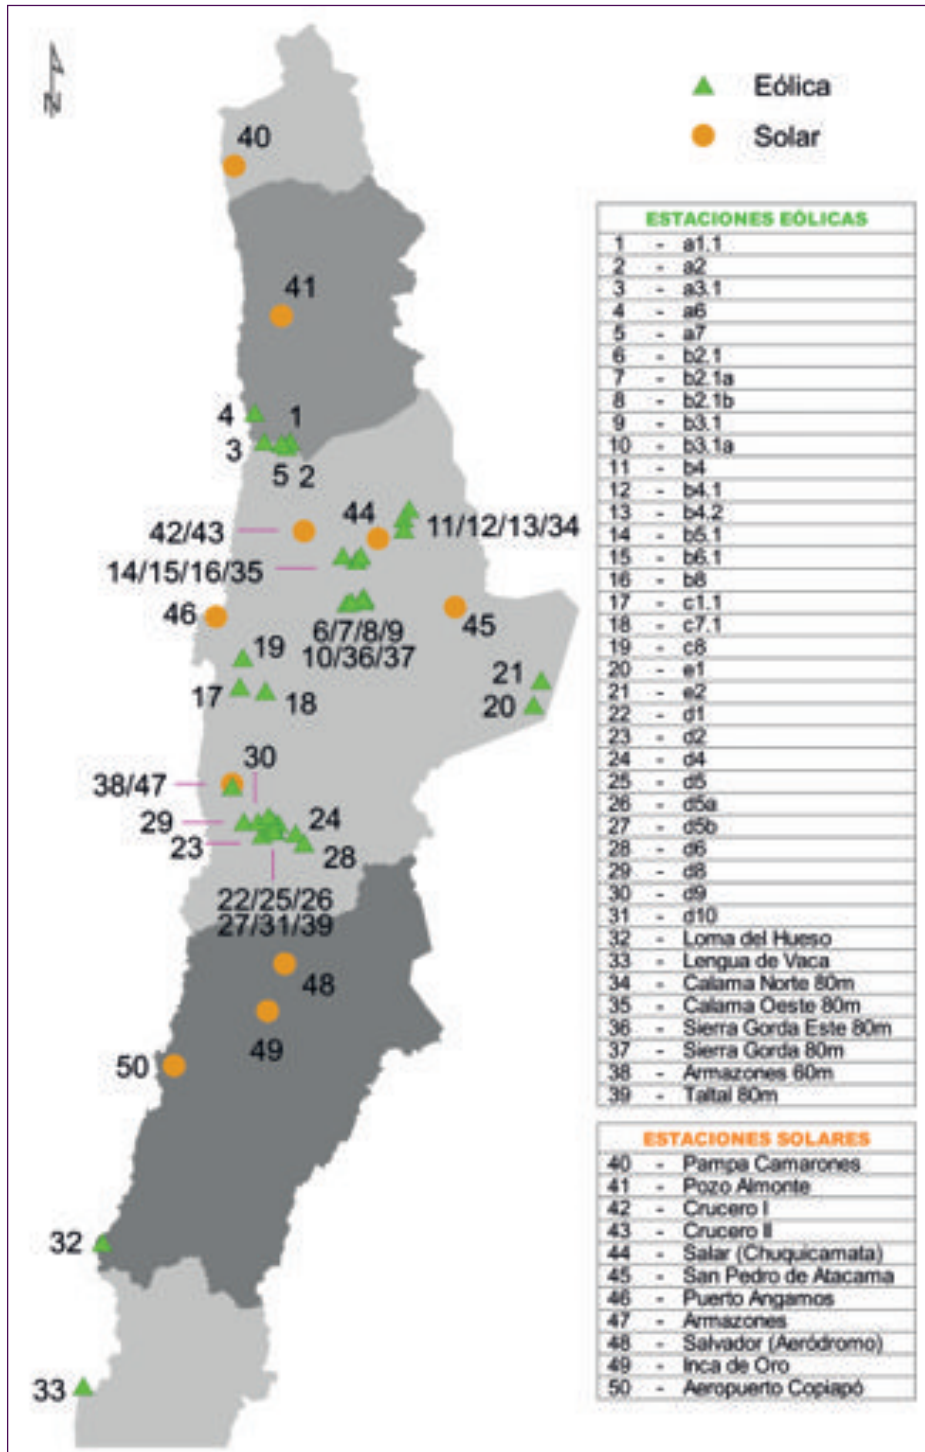 N
Eólica
Solar
40
41
4
1
3
5 2
42/43
44
11/12/13/34
14/15/16/35
46
6/7/8/9
10/36/37
45
19
21
17
18
20
30
38/47
29
24
23
28
22/25/26
27/31/39
48
49
50
32
33
ESTACIONES EÓLICAS
1 - a1.1
2 - a2
3 - a3.1
4 - a6
5 - a7
6 - b2.1
7 - b2.1a
8 - b2.1b
9 - b3.1
10 - b3.1a
11 - b4
12 - b4.1
13 - b4.2
14 - b5.1
15 - b6.1
16 - b8
17 - c1.1
18 - c7.1
19 - c8
20 - e1
21 - e2
22 - d1
23 - d2
24 - d4
25 - d5
26 - d5a
27 - d5b
28 - d6
29 - d8
30 - d9
31 - d10
32 - Loma del Hueso
33 - Lengua de Vaca
34 - Calama Norte 80m
35 - Calama Oeste 80m
36 - Sierra Gorda Este 80m
37 - Sierra Gorda 80m
38 - Armazones 60m
39 - Taltal 80m
ESTACIONES SOLARES
40 - Pampa Camarones
41 - Pozo Almonte
42 - Crucero I
43 - Crucero II
44 - Salar (Chuquicamata)
45 - San Pedro de Atacama
46 - Puerto Angamos
47 - Armazones
48 - Salvador (Aeródromo)
49 - Inca de Oro
50 - Aeropuerto Copiapó